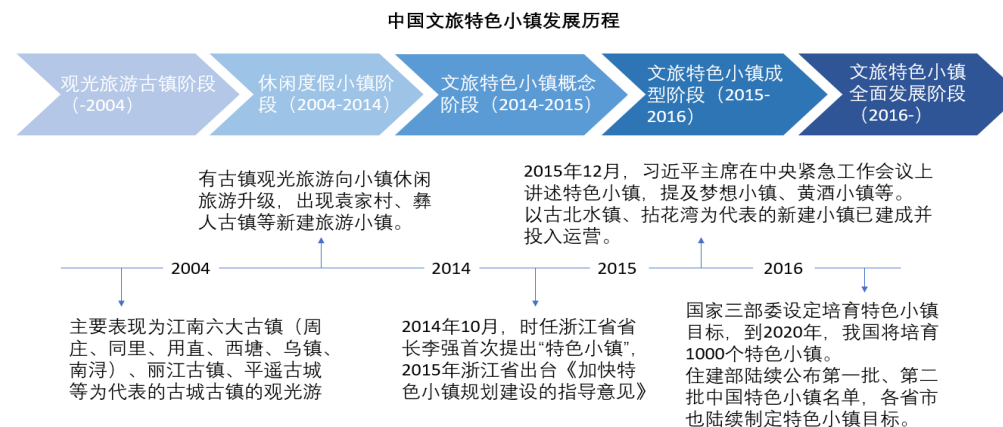 中国文旅特色小镇发展历程
观光旅游古镇阶段
（-2004）
休闲度假小镇阶
段（2004-2014）
文旅特色小镇概念
阶段（2014-2015）
文旅特色小镇成
型阶段（2015-
2016）
文旅特色小镇
全面发展阶段
（2016-）
有古镇观光旅游向小镇休闲
旅游升级，出现袁家村、彝
人古镇等新建旅游小镇。
2015年12月，习近平主席在中央紧急工作会议上
讲述特色小镇，提及梦想小镇、黄酒小镇等。
以古北水镇、拈花湾为代表的新建小镇已建成并
投入运营。
2004
2014
2015
2016
主要表现为江南六大古镇（周
庄、同里、用直、西塘、乌镇、
南浔）、丽江古镇、平遥古城
等为代表的古城古镇的观光游
2014年10月，时任浙江省省
长李强首次提出“特色小镇”，
2015年浙江省出台《加快特
色小镇规划建设的指导意见》
国家三部委设定培育特色小镇
目标，到2020年，我国将培育
1000个特色小镇。
住建部陆续公布第一批、第二
批中国特色小镇名单，各省市
也陆续制定特色小镇目标。